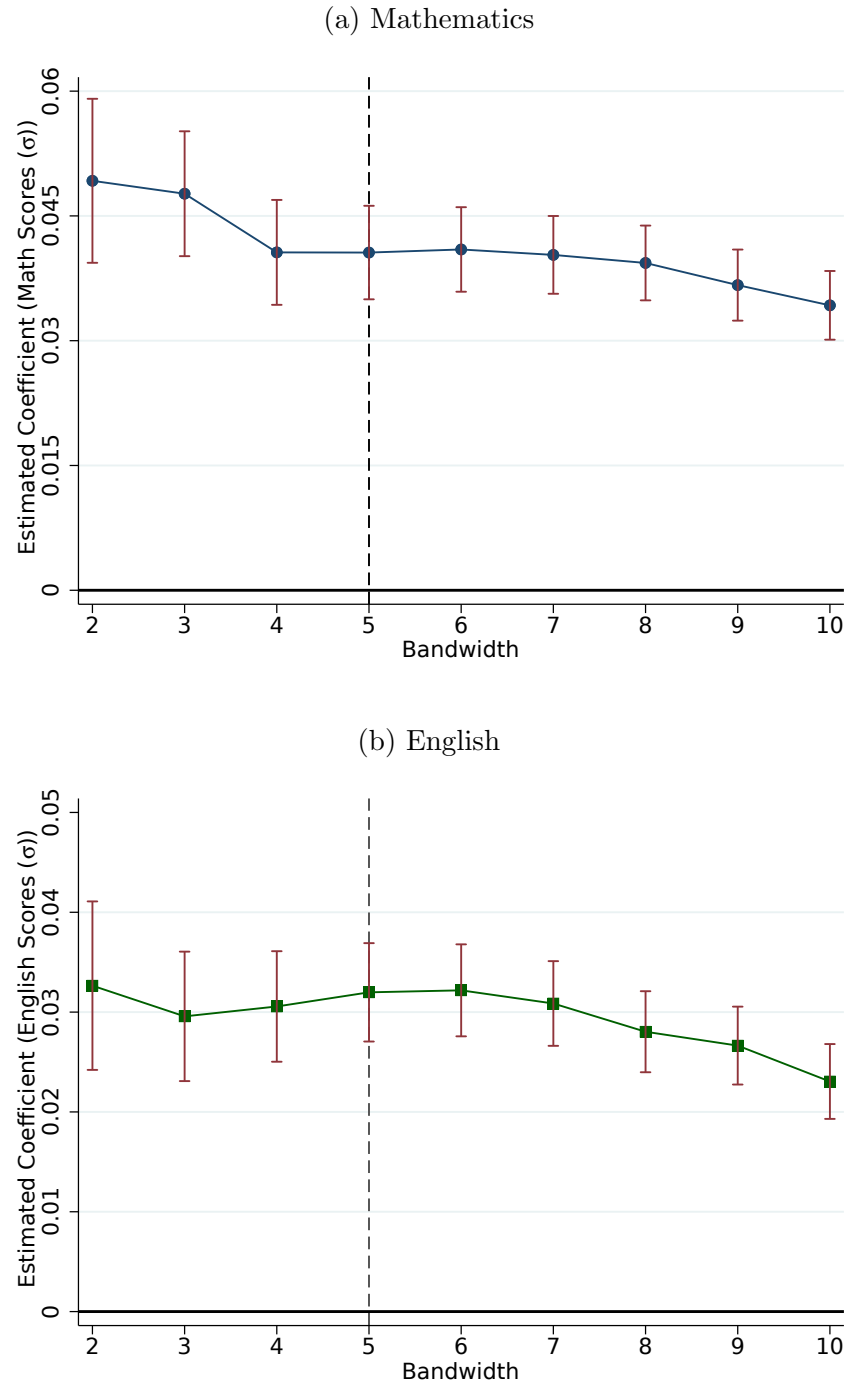 (a) Mathematics
Estimated Coefficient (Math Scores (σ))
0.06
0.045
0.03
0.015
0
2 3 4 5 6 7 8 9 10
Bandwidth
(b) English
Estimated Coefficient (English Scores (σ))
0.05
0.04
0.03
0.02
0.01
0
2 3 4 5 6 7 8 9 10
Bandwidth